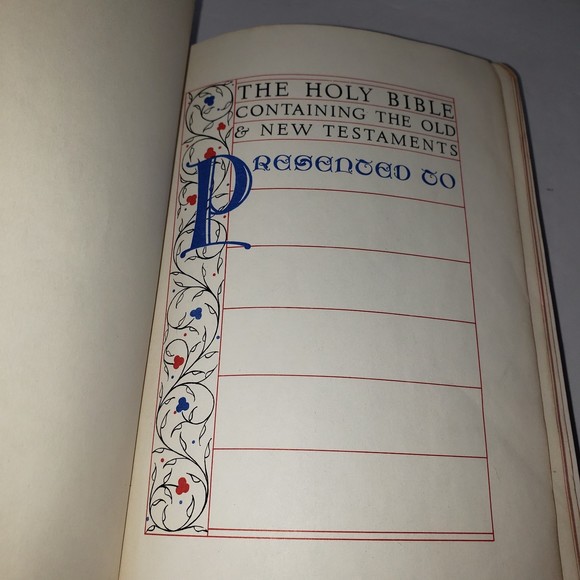 THE HOLY BIBLE
CONTAINING THE OLD
& NEW TESTAMENTS
PRESENTED TO